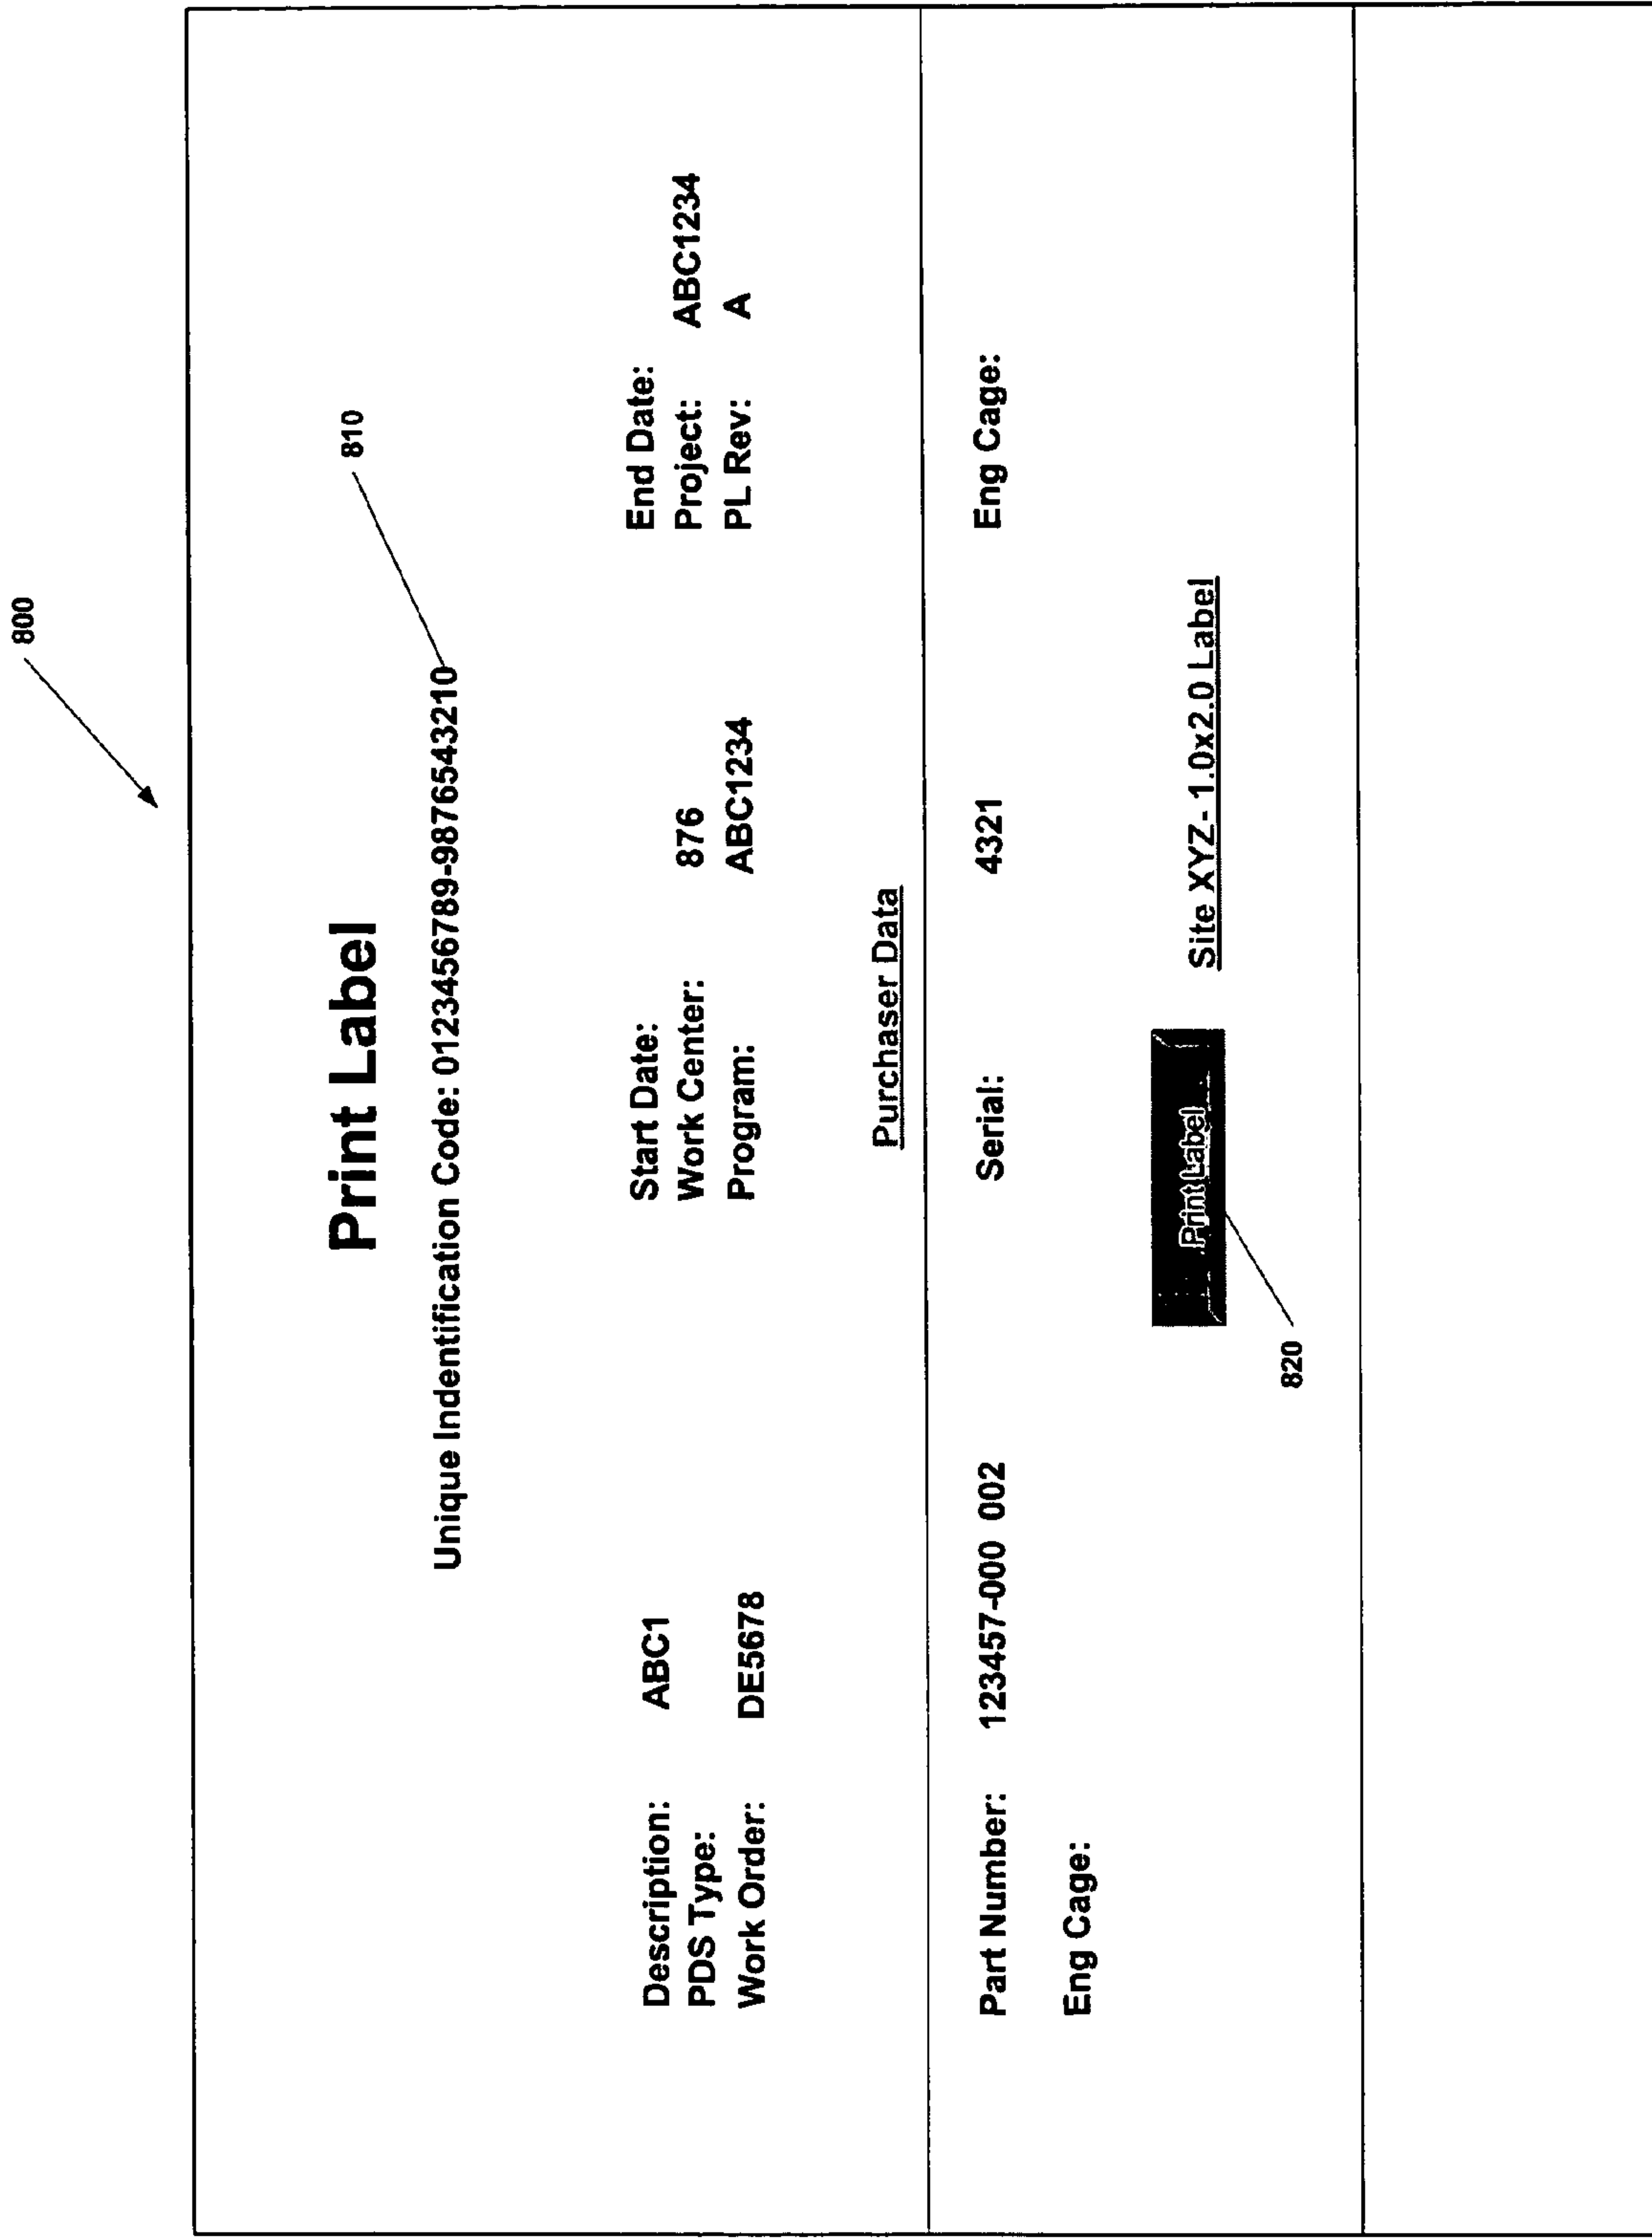 800
Print Label
810
Unique Indentification Code: 0123456789-9876543210
Description: ABC1 Start Date: End Date:
PDS Type: Work Center: 876 Project: ABC1234
Work Order: DE5678 Program: ABC1234 PL Rev: A
Purchaser Data
Part Number: 123457-000 002 Serial: 4321 Eng Cage:
Eng Cage:
Print Label Site XYZ- 1.0x2.0 Label
820